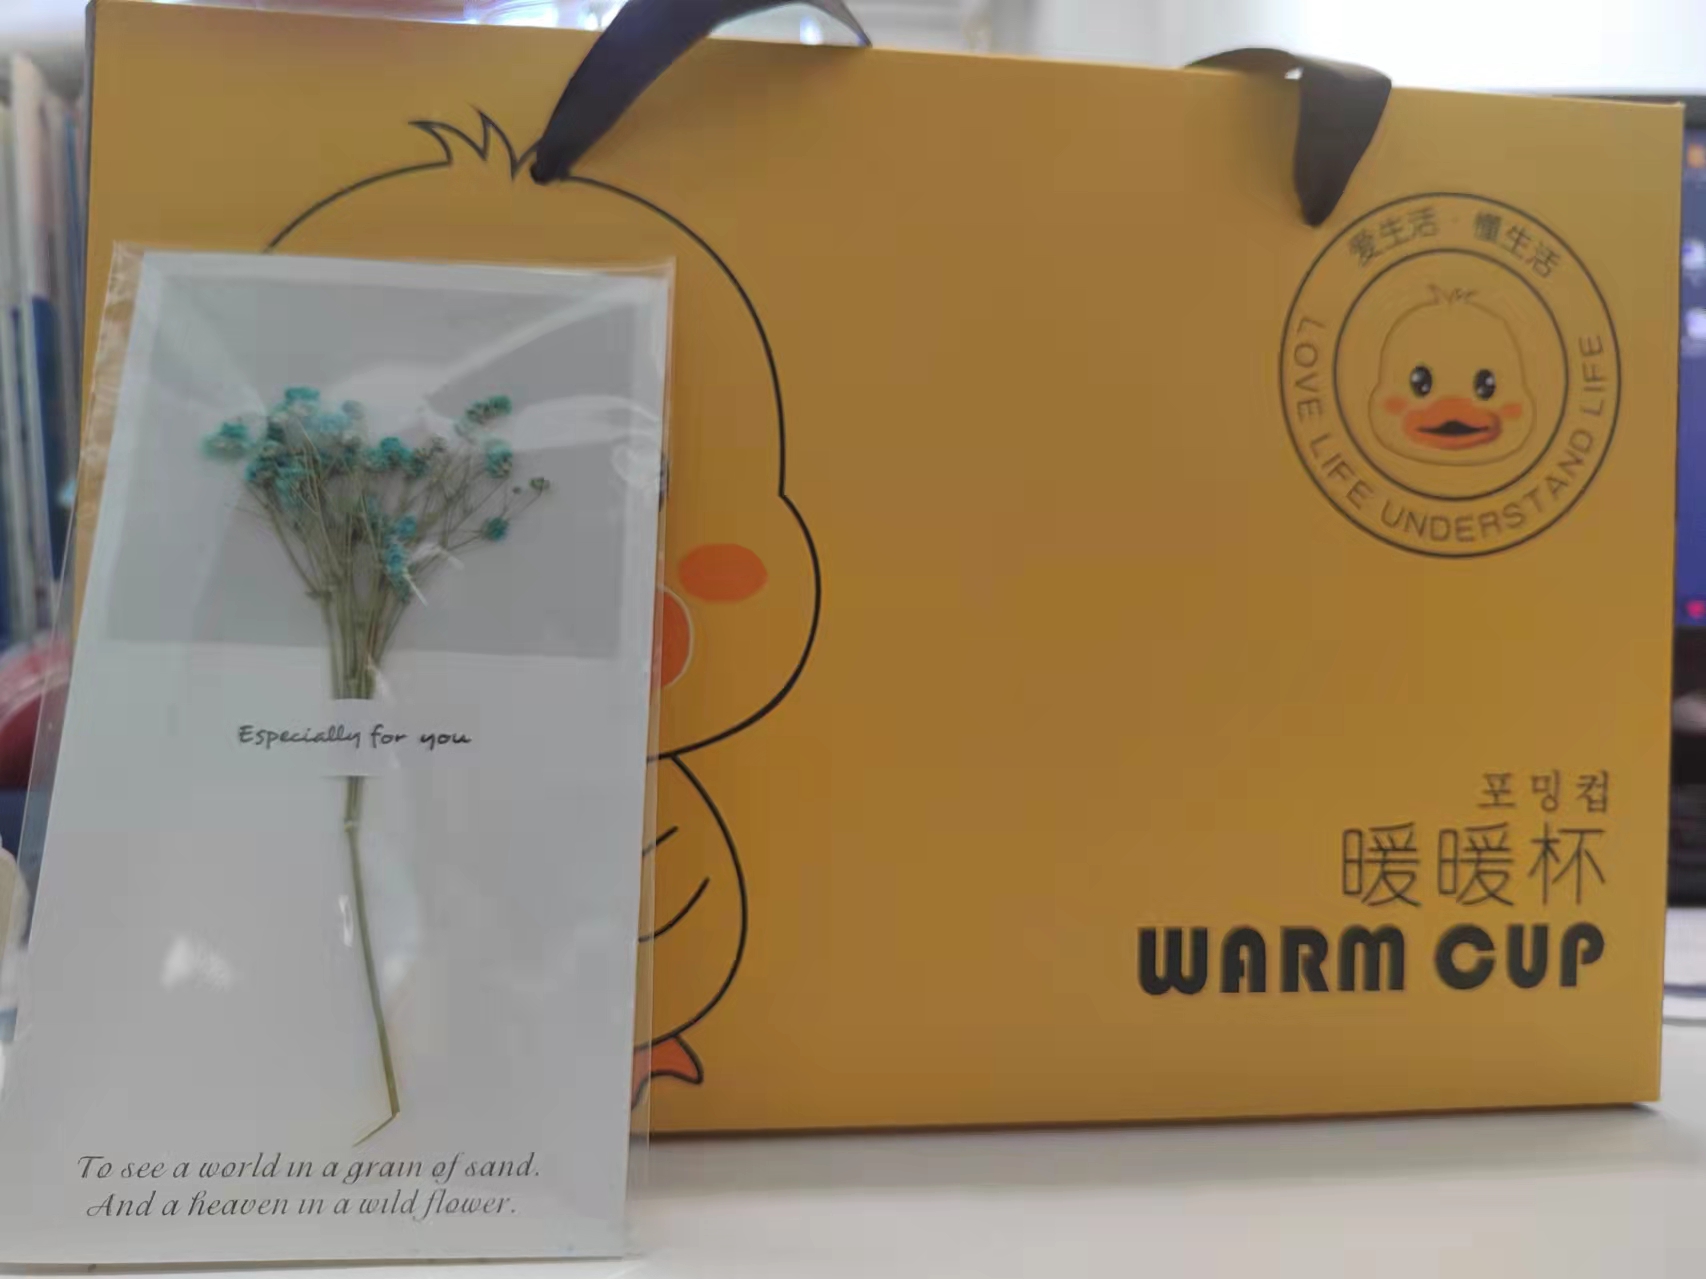 爱生活·懂生活
LOVE LIFE UNDERSTAND LIFE
Especially for you
포밍컵
暖暖杯
WARM CUP
To see a world in a grain of sand.
And a heaven in a wild flower.